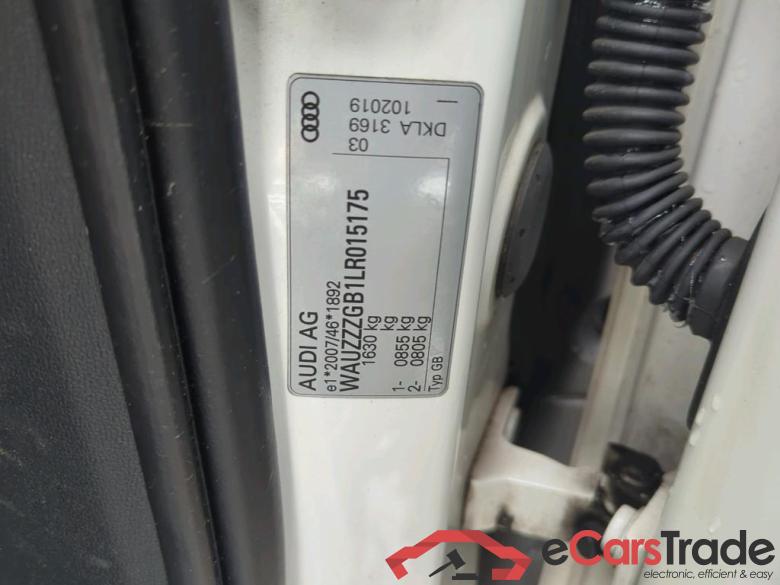 AUDI AG
e1*2007/46*1892
WAUZZZGB1LR015175
1630 kg
1- 0855 kg
2- 0805 kg
Typ GB
03
DKLA 3169
102019
eCarsTrade
electronic, efficient & easy